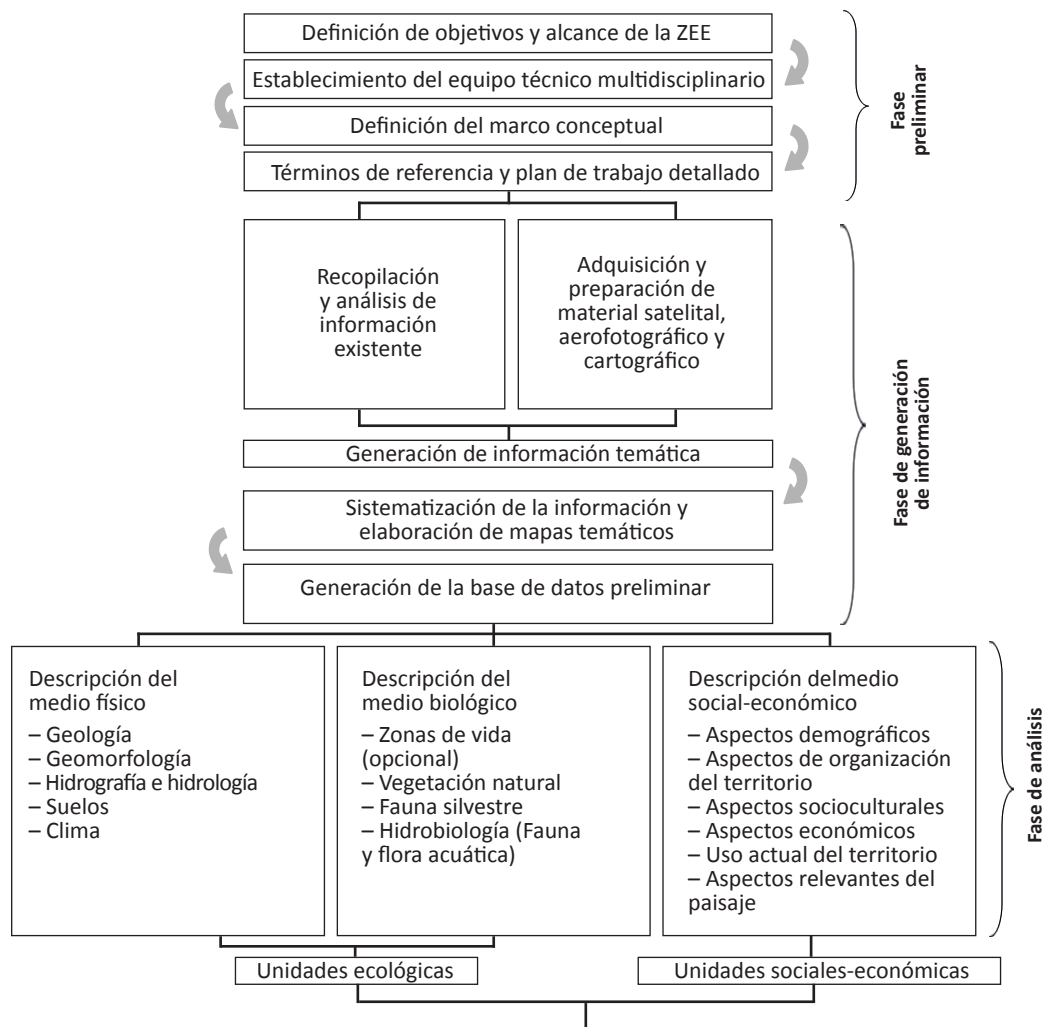 Definición de objetivos y alcance de la ZEE
Establecimiento del equipo técnico multidisciplinario
Definición del marco conceptual
Términos de referencia y plan de trabajo detallado
Fase
preliminar
Recopilación
y análisis de
información
existente
Adquisición y
preparación de
material satelital,
aerofotográfico y
cartográfico
Generación de información temática
Sistematización de la información y
elaboración de mapas temáticos
Generación de la base de datos preliminar
Fase de generación
de información
Descripción del
medio físico
– Geología
– Geomorfología
– Hidrografía e hidrología
– Suelos
– Clima
Descripción del
medio biológico
– Zonas de vida
(opcional)
– Vegetación natural
– Fauna silvestre
– Hidrobiología (Fauna
y flora acuática)
Descripción delmedio
social-económico
– Aspectos demográficos
– Aspectos de organización
del territorio
– Aspectos socioculturales
– Aspectos económicos
– Uso actual del territorio
– Aspectos relevantes del
paisaje
Fase de análisis
Unidades ecológicas
Unidades sociales-económicas